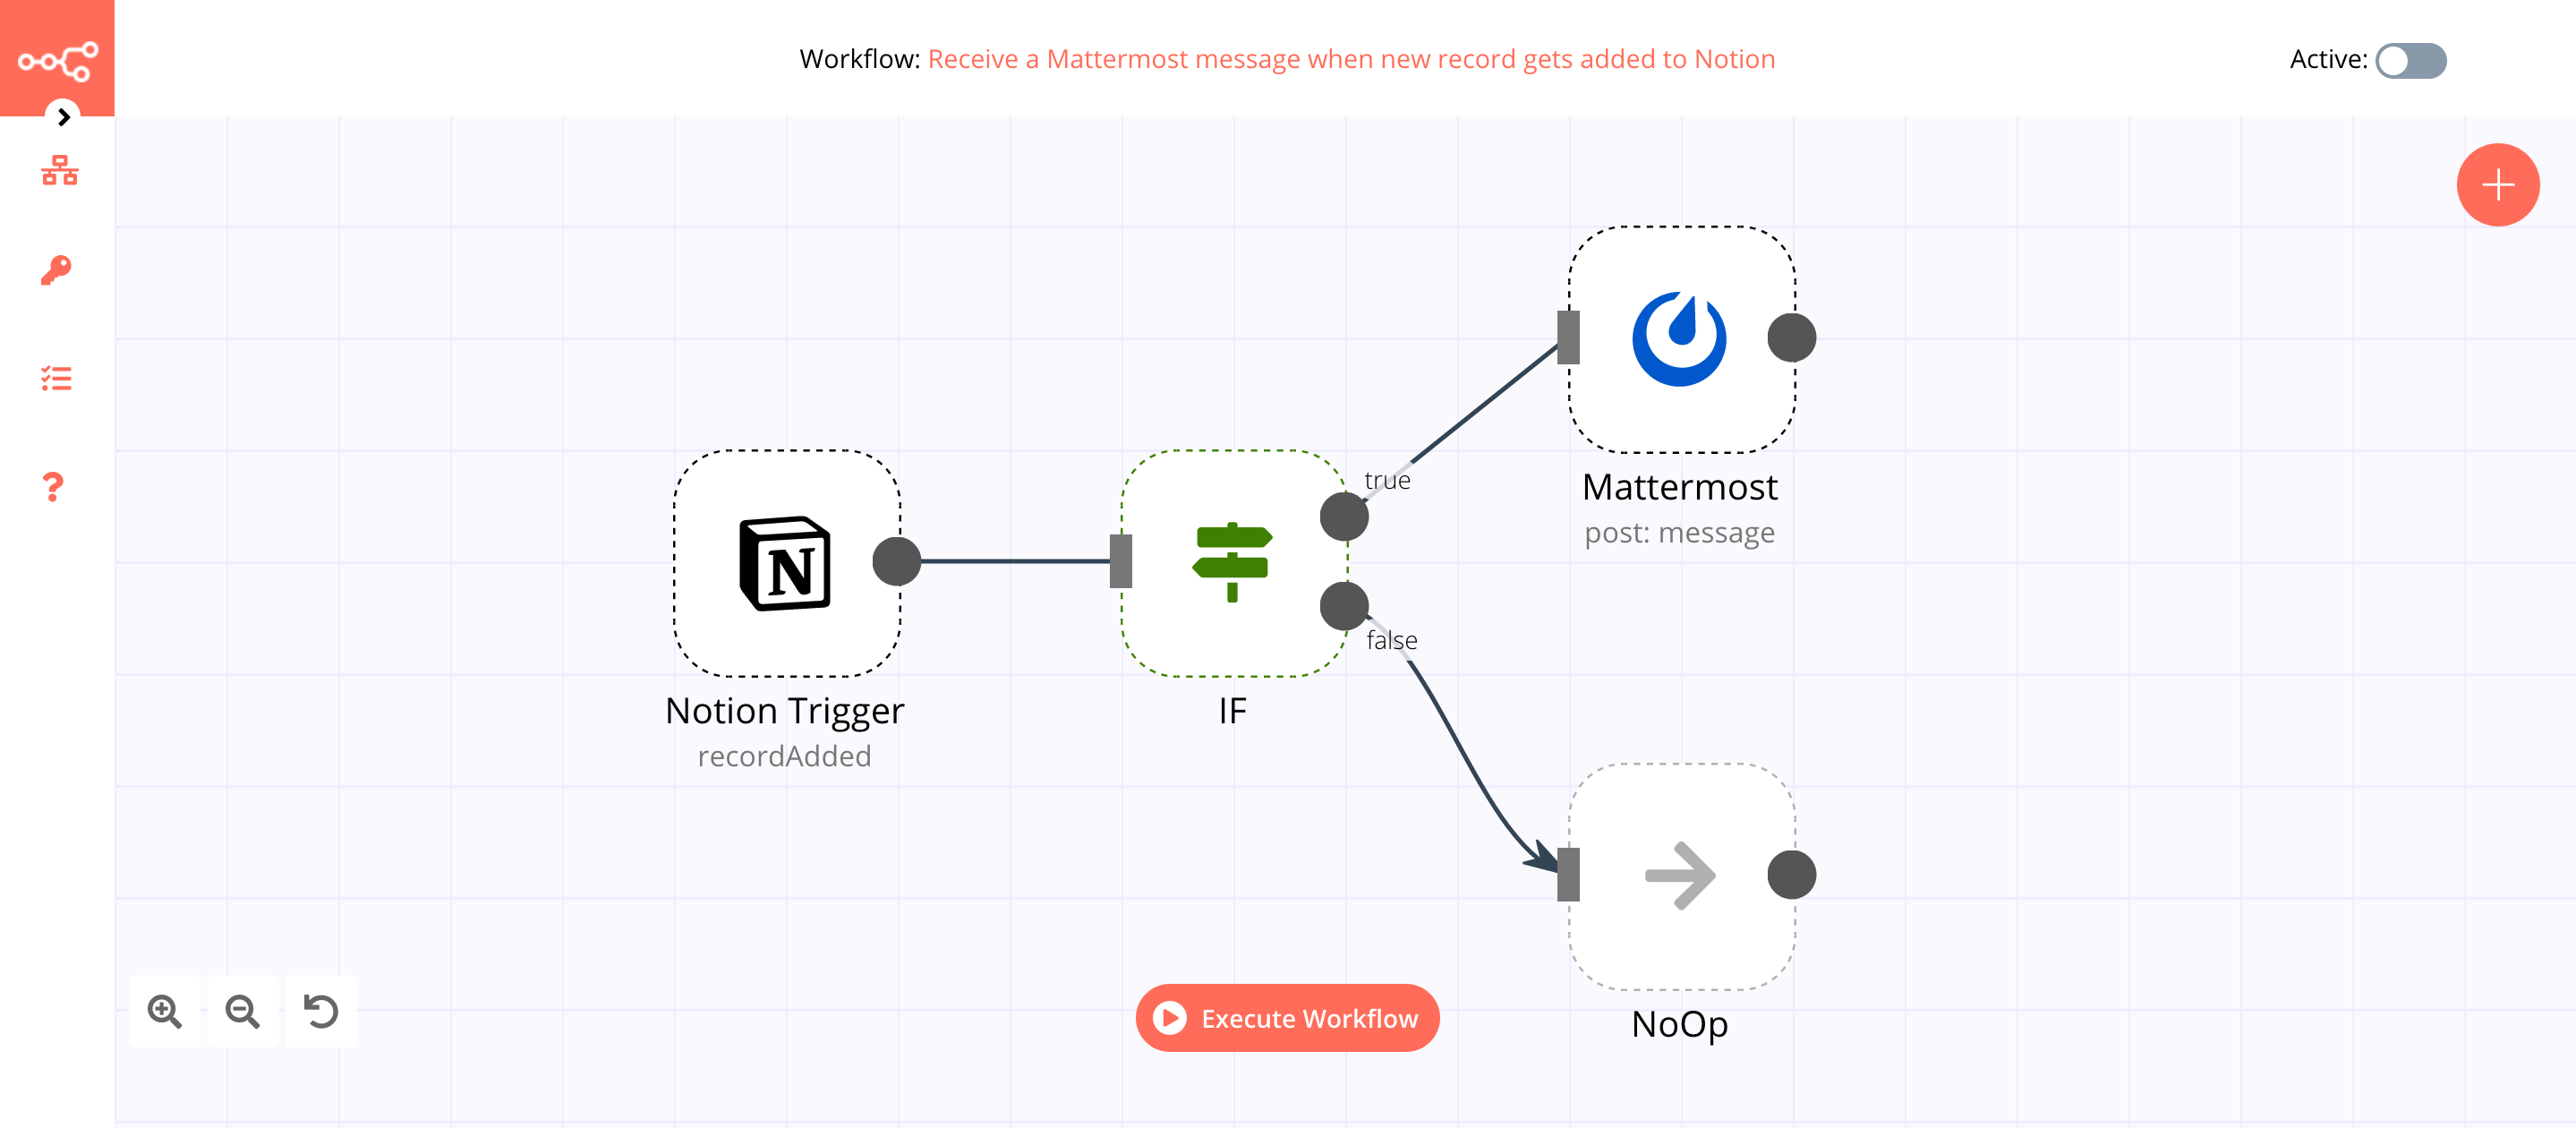 Workflow: Receive a Mattermost message when new record gets added to Notion
Active:
true
Mattermost
post: message
false
Notion Trigger
recordAdded
IF
Execute Workflow
NoOp